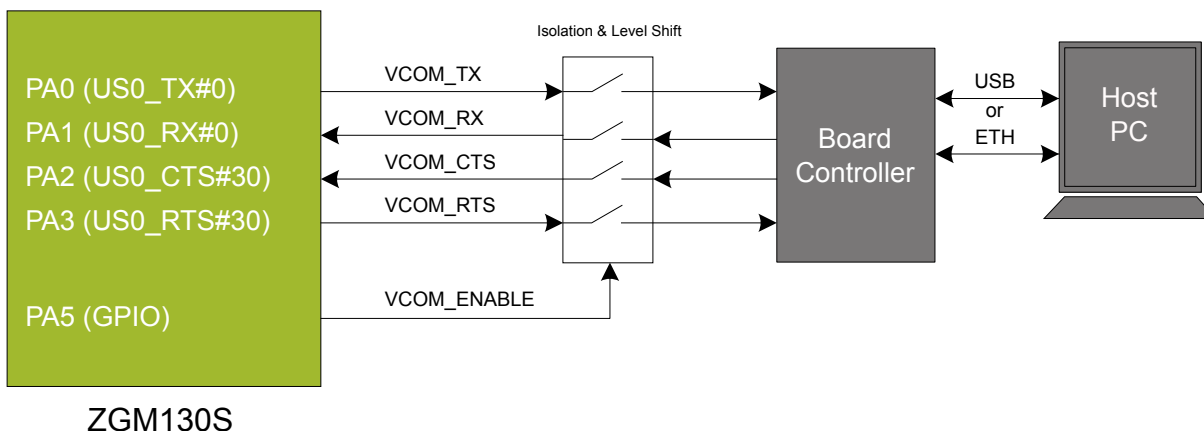 Isolation & Level Shift
PA0 (US0_TX#0)
PA1 (US0_RX#0)
PA2 (US0_CTS#30)
PA3 (US0_RTS#30)
PA5 (GPIO)
VCOM_TX
VCOM_RX
VCOM_CTS
VCOM_RTS
VCOM_ENABLE
Board
Controller
USB
or
ETH
Host
PC
ZGM130S